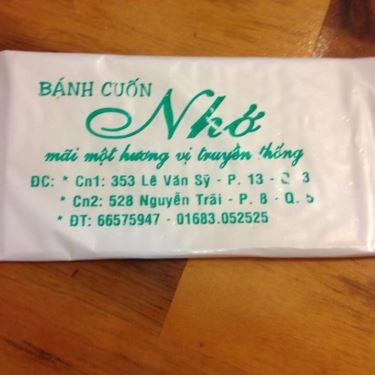 BÁNH CUỐN
Nhớ
mãi một hương vị truyền thống
ĐC: * Cn1: 353 Lê Văn Sỹ - P. 13 - Q. 3
* Cn2: 528 Nguyễn Trãi - P. 8 - Q. 5
* ĐT: 66575947 - 01683.052525